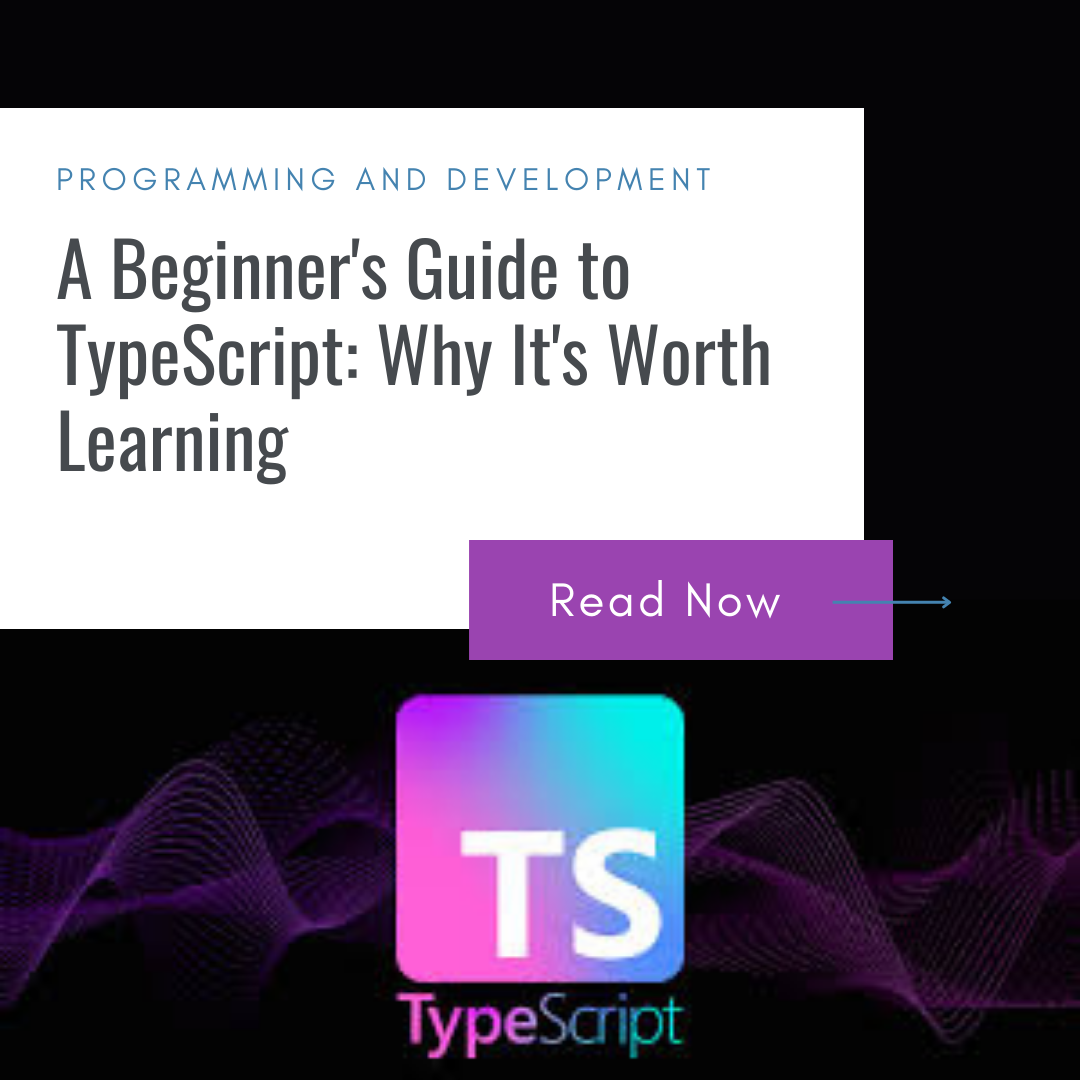 PROGRAMMING AND DEVELOPMENT
A Beginner's Guide to
TypeScript: Why It's Worth
Learning
Read Now
TS
TypeScript